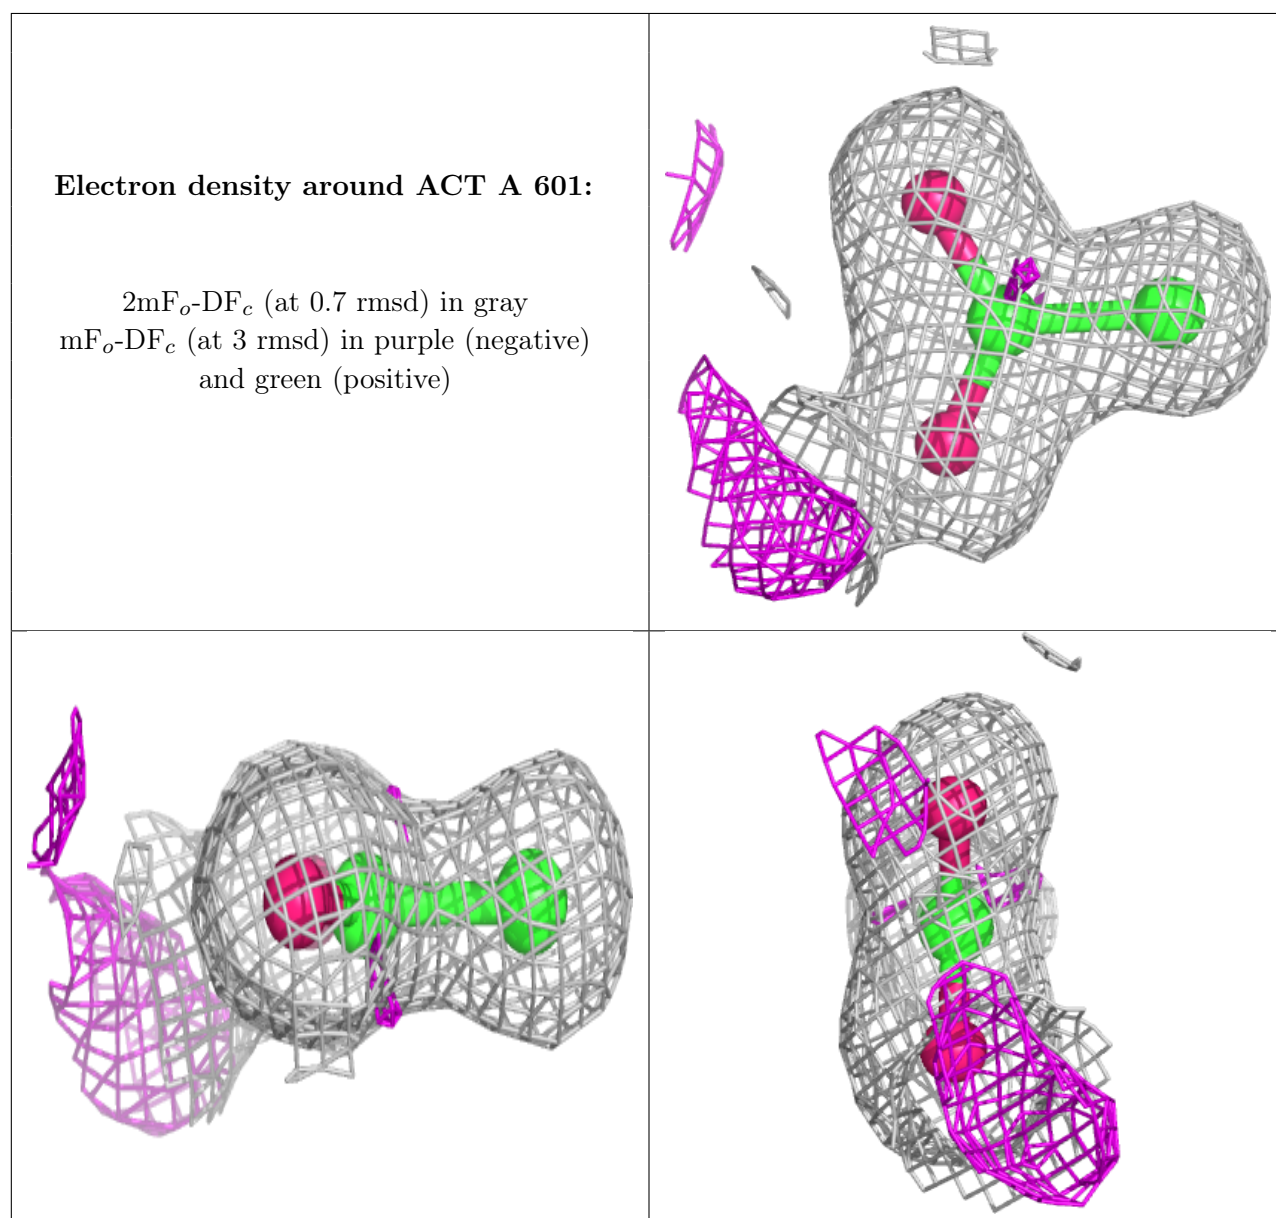 Electron density around ACT A 601:
2mFo-DFc (at 0.7 rmsd) in gray
mFo-DFc (at 3 rmsd) in purple (negative)
and green (positive)